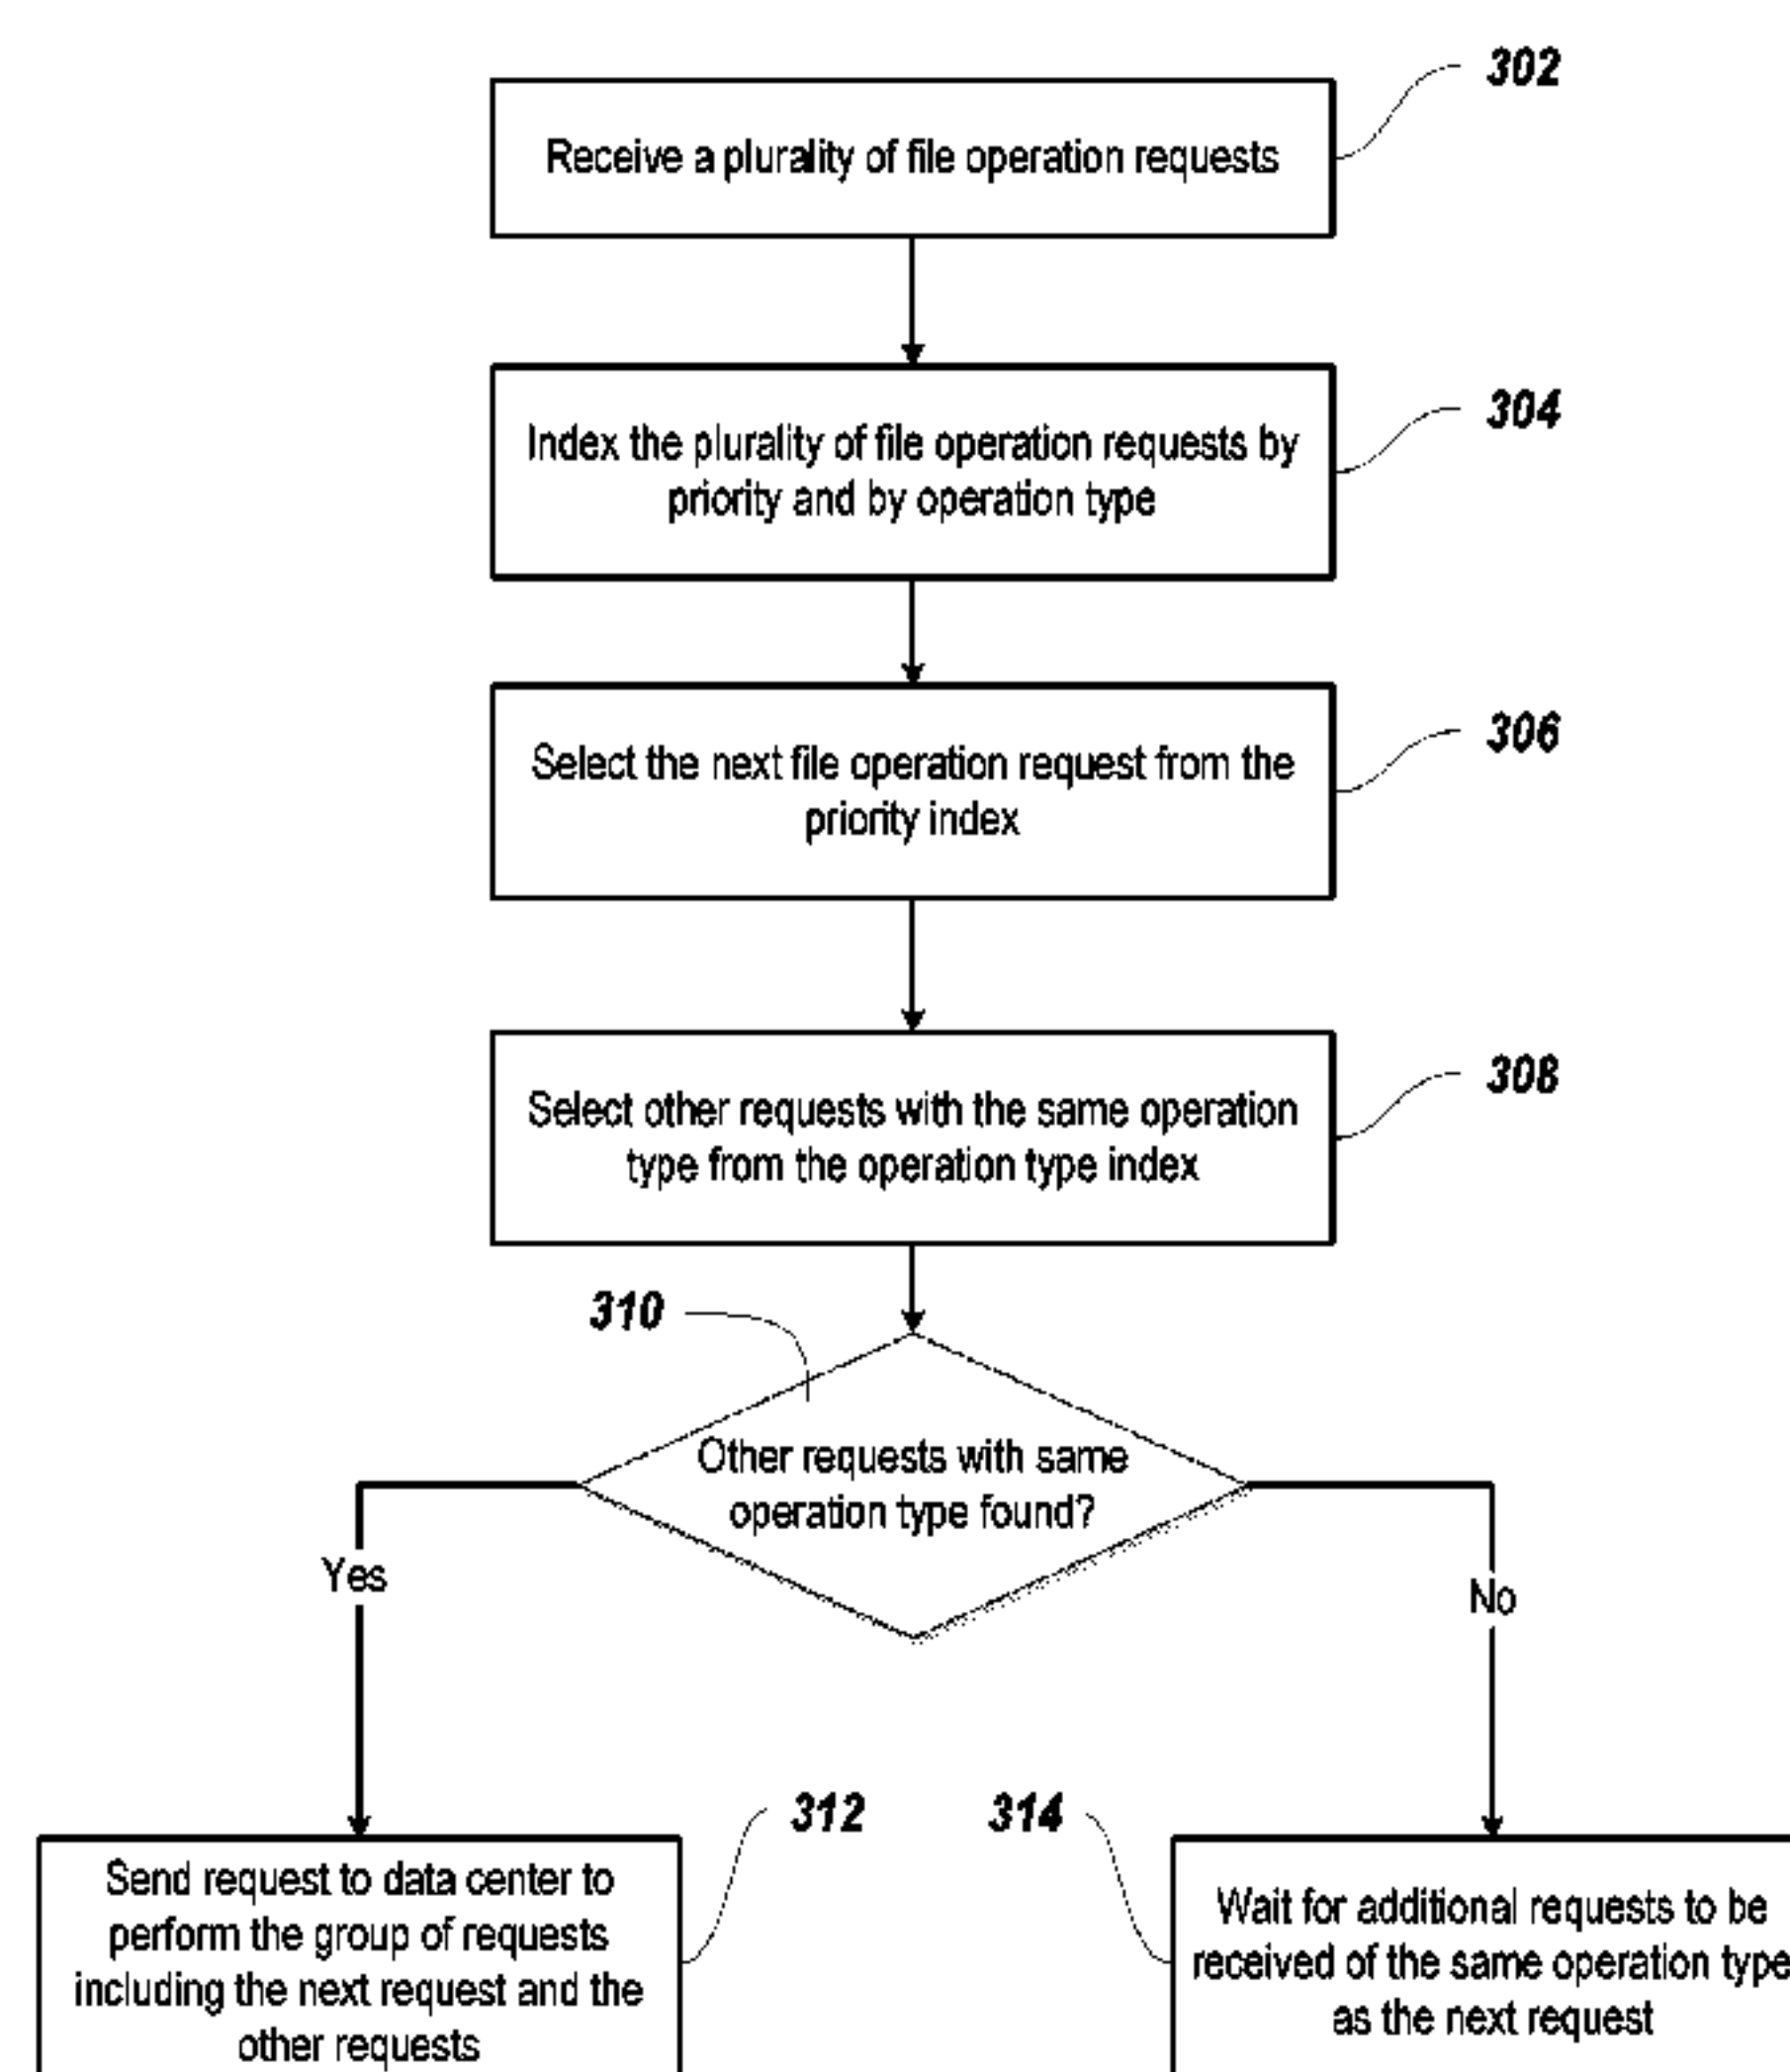 302
Receive a plurality of file operation requests
304
Index the plurality of file operation requests by
priority and by operation type
306
Select the next file operation request from the
priority index
308
Select other requests with the same operation
type from the operation type index
310
Other requests with same
operation type found?
Yes
No
312
314
Send request to data center to
perform the group of requests
including the next request and the
other requests
Wait for additional requests to be
received of the same operation type
as the next request